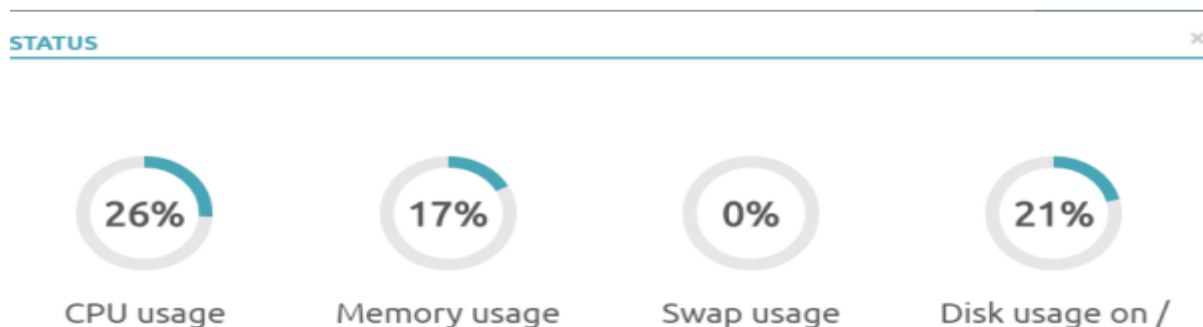 STATUS
26% 17% 0% 21%
CPU usage Memory usage Swap usage Disk usage on /